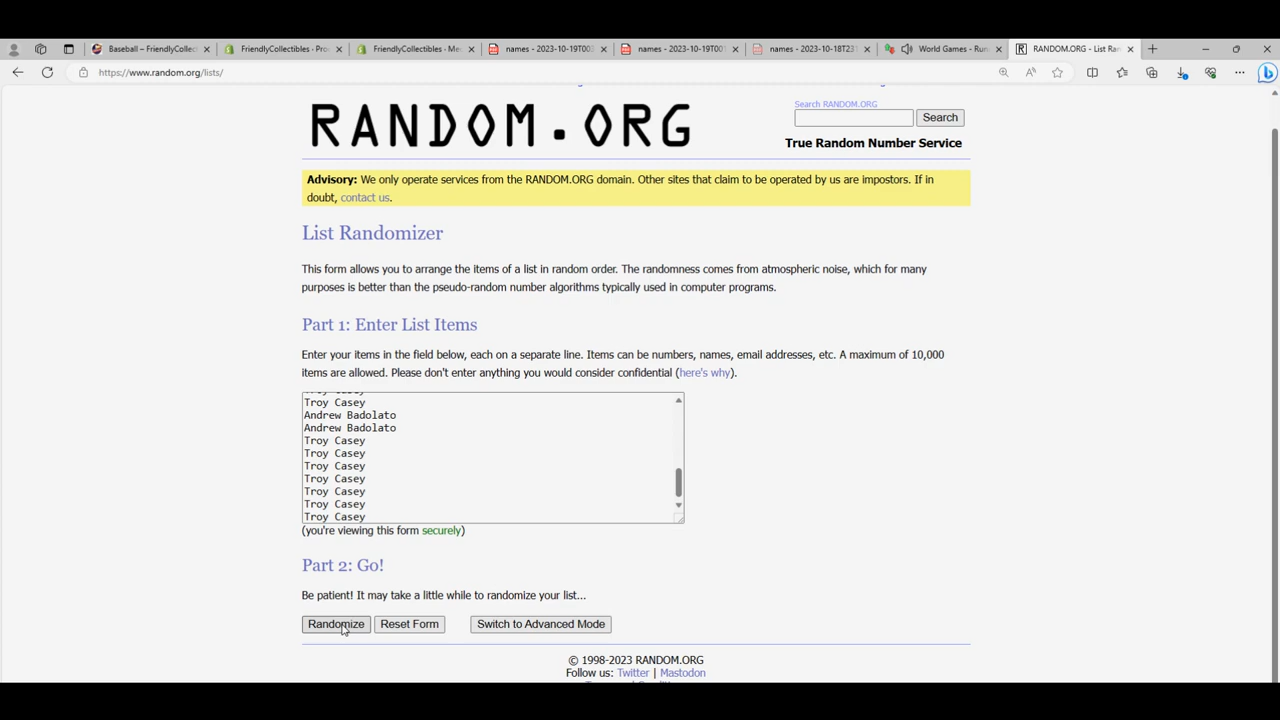 Baseball – FriendlyCollec
FriendlyCollectibles · Pro
FriendlyCollectibles · Me
names - 2023-10-19T00
names - 2023-10-19T001
names - 2023-10-18T231
World Games - Run
RANDOM.ORG - List Ran
https://www.random.org/lists/
RANDOM.ORG
Search RANDOM.ORG
Search
True Random Number Service
Advisory: We only operate services from the RANDOM.ORG domain. Other sites that claim to be operated by us are impostors. If in
doubt, contact us.
List Randomizer
This form allows you to arrange the items of a list in random order. The randomness comes from atmospheric noise, which for many
purposes is better than the pseudo-random number algorithms typically used in computer programs.
Part 1: Enter List Items
Enter your items in the field below, each on a separate line. Items can be numbers, names, email addresses, etc. A maximum of 10,000
items are allowed. Please don't enter anything you would consider confidential (here's why).
Troy Casey
Andrew Badolato
Andrew Badolato
Troy Casey
Troy Casey
Troy Casey
Troy Casey
Troy Casey
Troy Casey
Troy Casey
(you're viewing this form securely)
Part 2: Go!
Be patient! It may take a little while to randomize your list...
Randomize
Reset Form
Switch to Advanced Mode
© 1998-2023 RANDOM.ORG
Follow us: Twitter | Mastodon